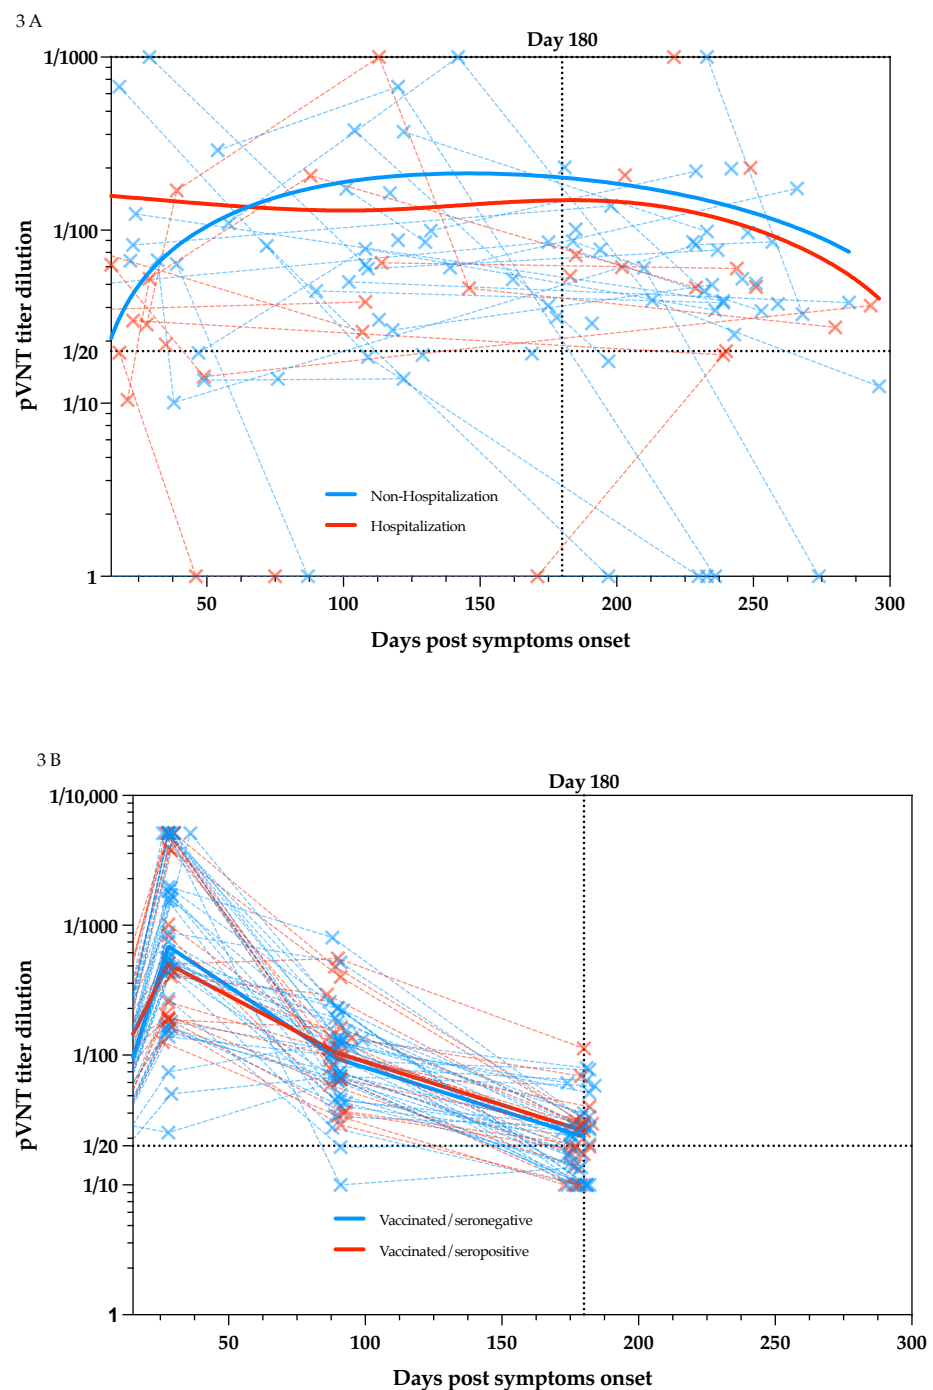 3 A
Day 180
1/1000
1/100
1/20
1/10
1
pVNT titer dilution
Non-Hospitalization
Hospitalization
50 100 150 200 250 300
Days post symptoms onset
3 B
Day 180
1/10,000
1/1000
1/100
1/20
1/10
1
pVNT titer dilution
Vaccinated/seronegative
Vaccinated/seropositive
50 100 150 200 250 300
Days post symptoms onset